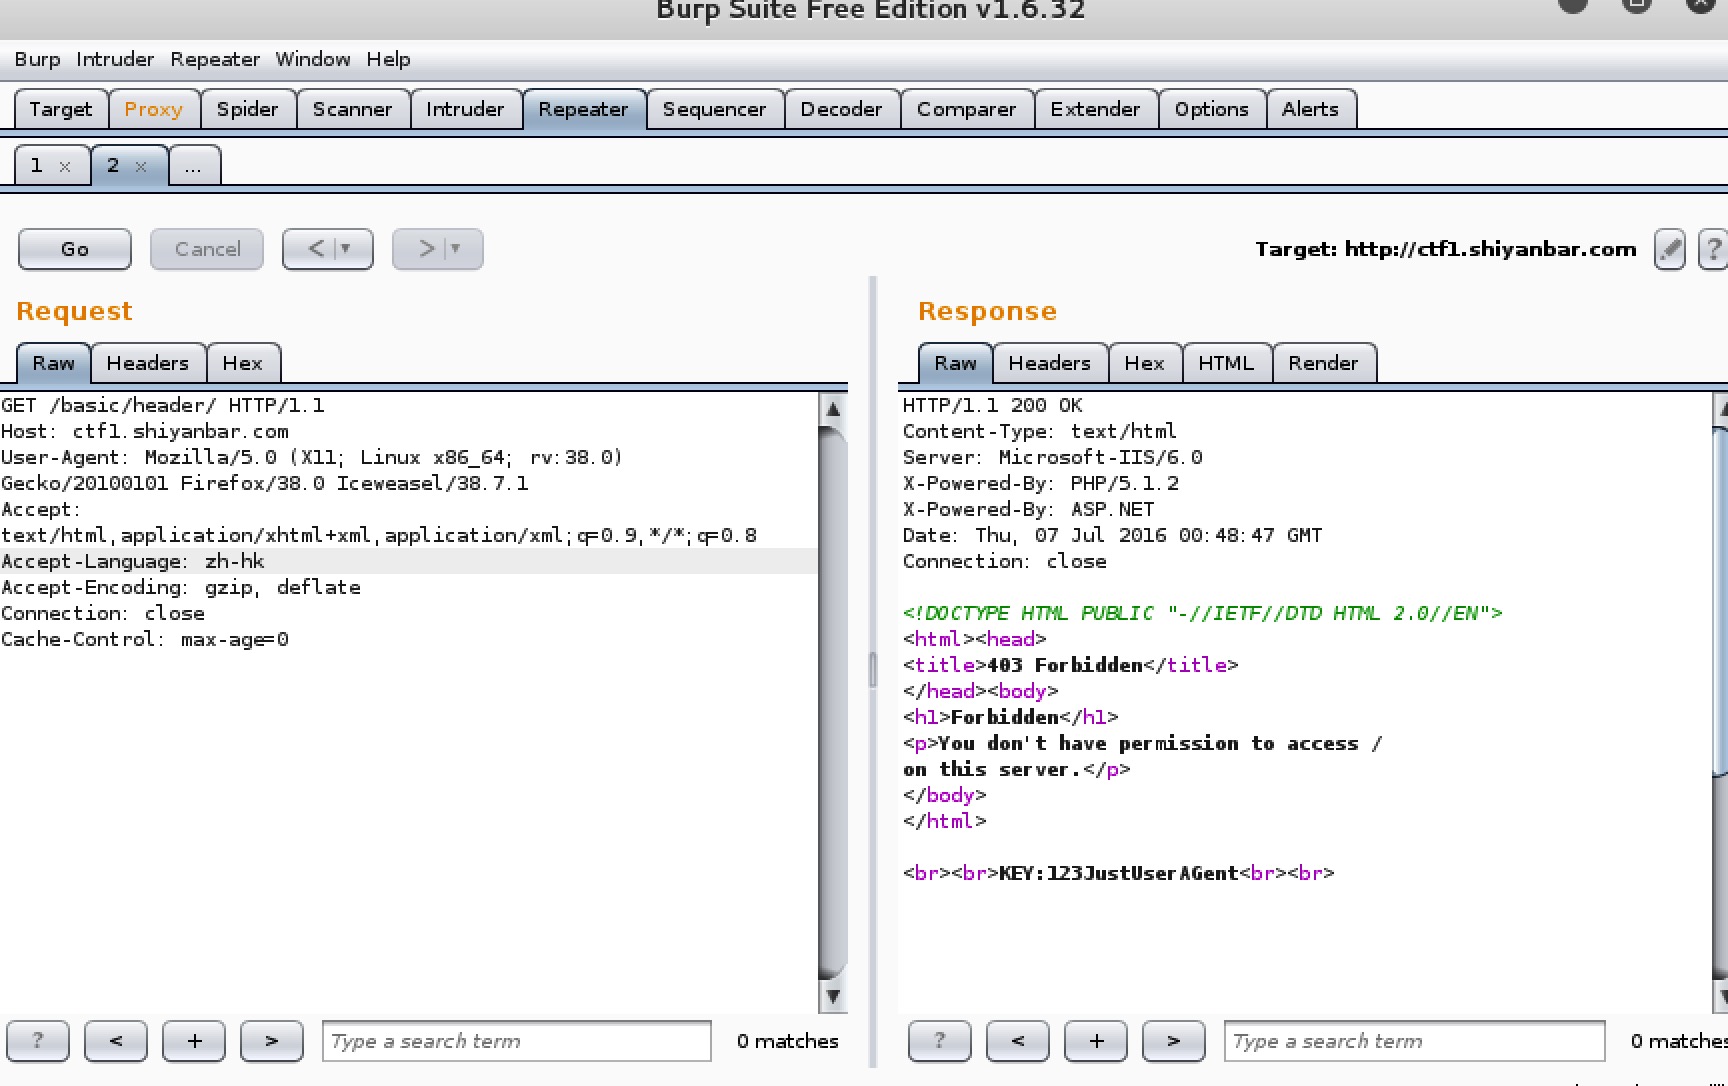 Burp Suite Free Edition v1.6.32
Burp Intruder Repeater Window Help
Target Proxy Spider Scanner Intruder Repeater Sequencer Decoder Comparer Extender Options Alerts
1 × 2 × ...
Go Cancel < ▼ > ▼ Target: http://ctf1.shiyanbar.com ?
Request
Raw Headers Hex
GET /basic/header/ HTTP/1.1
Host: ctf1.shiyanbar.com
User-Agent: Mozilla/5.0 (X11; Linux x86_64; rv:38.0)
Gecko/20100101 Firefox/38.0 Iceweasel/38.7.1
Accept:
text/html,application/xhtml+xml,application/xml;q=0.9,*/*;q=0.8
Accept-Language: zh-hk
Accept-Encoding: gzip, deflate
Connection: close
Cache-Control: max-age=0
? < + > Type a search term 0 matches
Response
Raw Headers Hex HTML Render
HTTP/1.1 200 OK
Content-Type: text/html
Server: Microsoft-IIS/6.0
X-Powered-By: PHP/5.1.2
X-Powered-By: ASP.NET
Date: Thu, 07 Jul 2016 00:48:47 GMT
Connection: close
<!DOCTYPE HTML PUBLIC "-//IETF//DTD HTML 2.0//EN">
<html><head>
<title>403 Forbidden</title>
</head><body>
<h1>Forbidden</h1>
<p>You don't have permission to access /
on this server.</p>
</body>
</html>
<br><br>KEY:123JustUserAGent<br><br>
? < + > Type a search term 0 matches